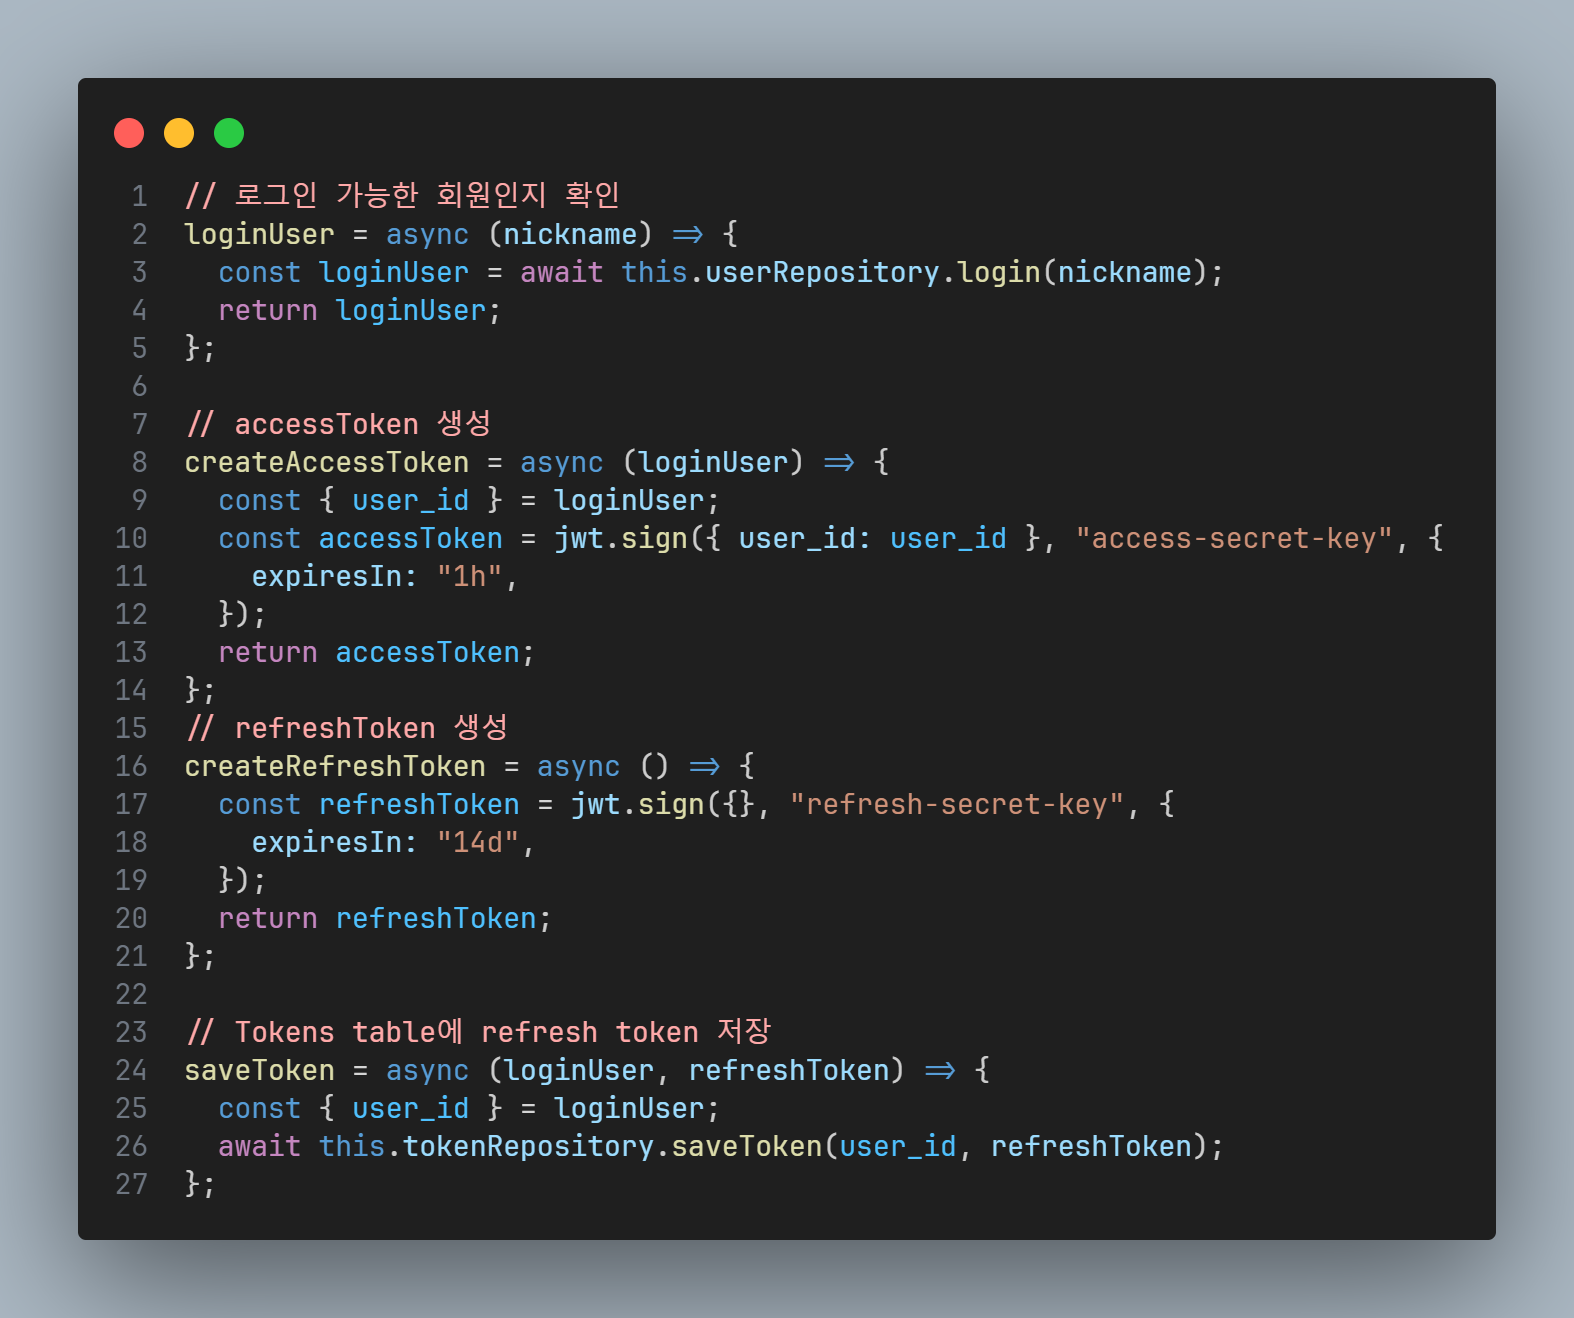 1 // 로그인 가능한 회원인지 확인
2 loginUser = async (nickname) => {
3   const loginUser = await this.userRepository.login(nickname);
4   return loginUser;
5 };
6
7 // accessToken 생성
8 createAccessToken = async (loginUser) => {
9   const { user_id } = loginUser;
10   const accessToken = jwt.sign({ user_id: user_id }, "access-secret-key", {
11     expiresIn: "1h",
12   });
13   return accessToken;
14 };
15 // refreshToken 생성
16 createRefreshToken = async () => {
17   const refreshToken = jwt.sign({}, "refresh-secret-key", {
18     expiresIn: "14d",
19   });
20   return refreshToken;
21 };
22
23 // Tokens table에 refresh token 저장
24 saveToken = async (loginUser, refreshToken) => {
25   const { user_id } = loginUser;
26   await this.tokenRepository.saveToken(user_id, refreshToken);
27 };